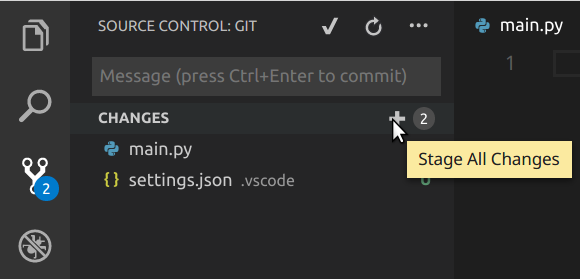 SOURCE CONTROL: GIT
main.py
Message (press Ctrl+Enter to commit)
1
CHANGES
2
main.py
Stage All Changes
settings.json .vscode
2